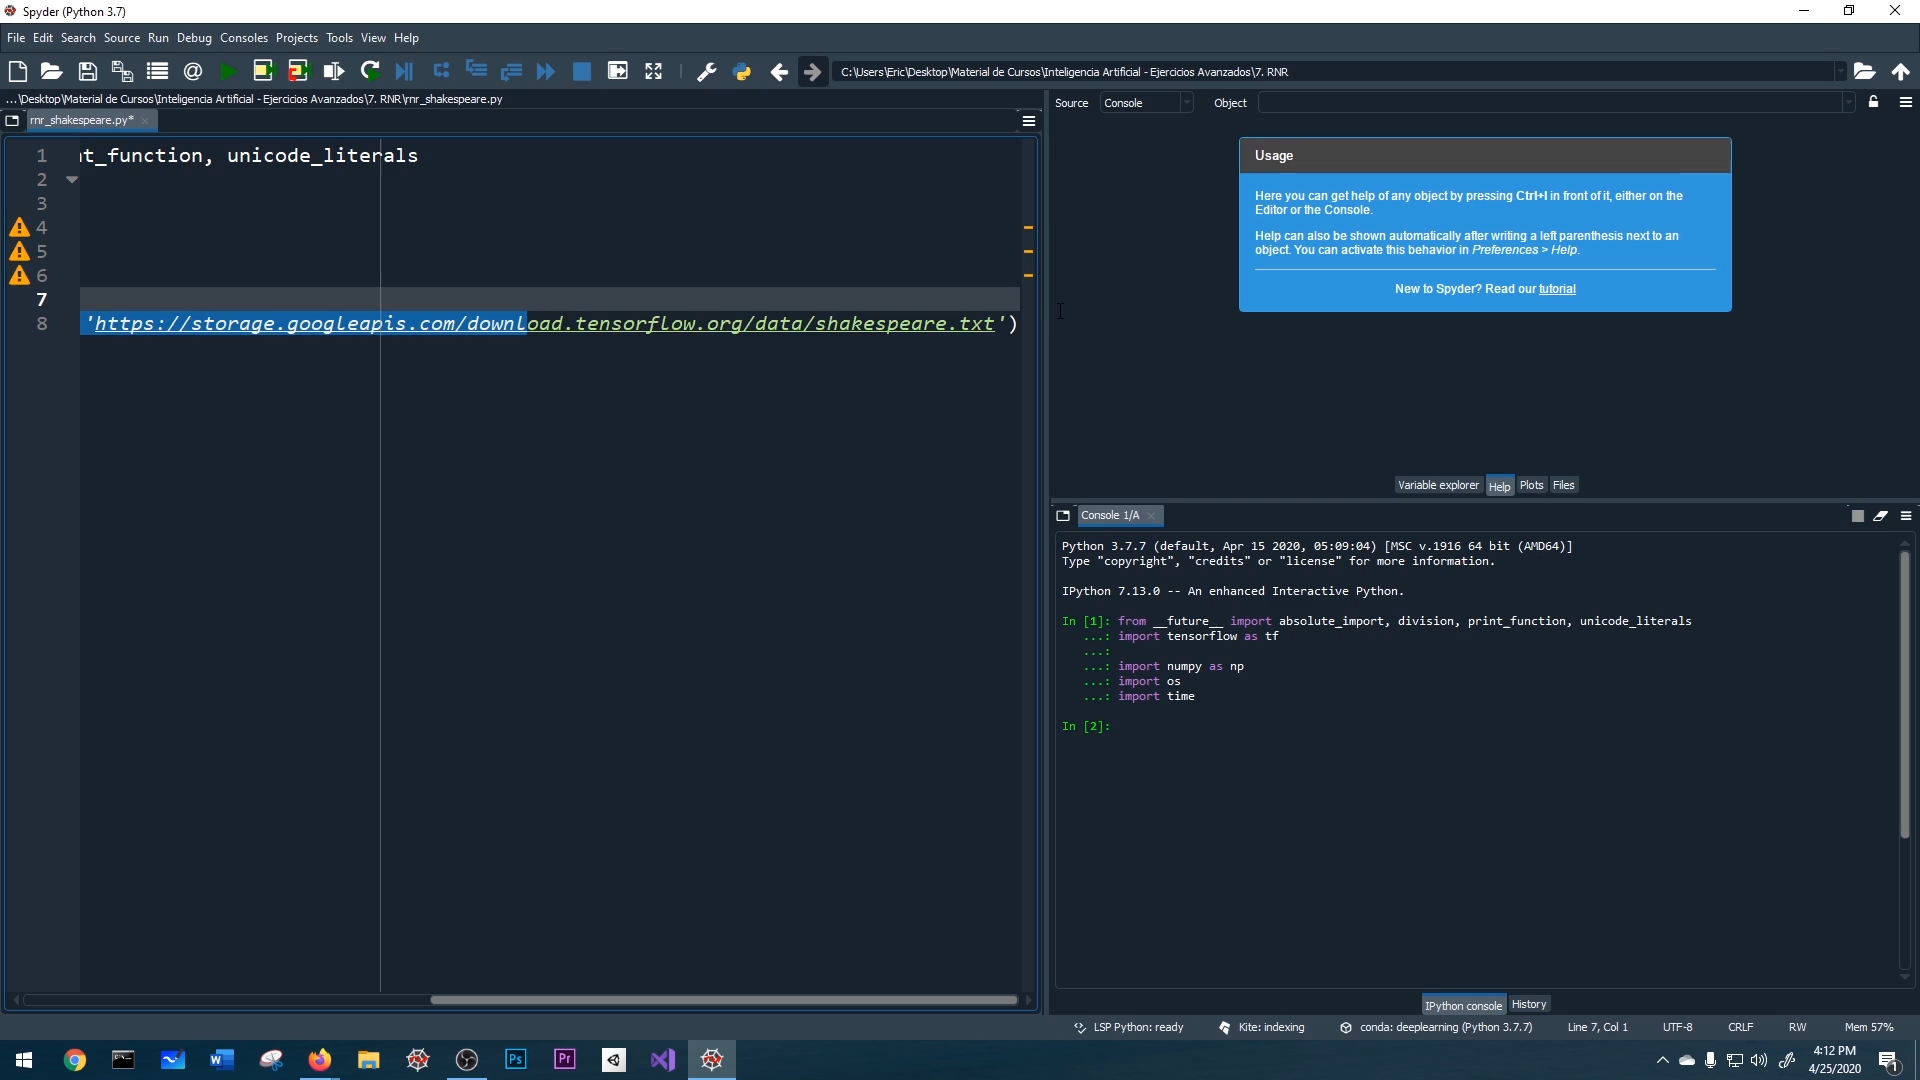 Spyder (Python 3.7)
File Edit Search Source Run Debug Consoles Projects Tools View Help
C:\Users\Eric\Desktop\Material de Cursos\Inteligencia Artificial - Ejercicios Avanzados\7. RNR
...\Desktop\Material de Cursos\Inteligencia Artificial - Ejercicios Avanzados\7. RNR\rnr_shakespeare.py
rnr_shakespeare.py*
1 nt_function, unicode_literals
2
3
4
5
6
7
8 'https://storage.googleapis.com/download.tensorflow.org/data/shakespeare.txt')
Source Console Object
Usage
Here you can get help of any object by pressing Ctrl+I in front of it, either on the
Editor or the Console.
Help can also be shown automatically after writing a left parenthesis next to an
object. You can activate this behavior in Preferences > Help.
New to Spyder? Read our tutorial
Variable explorer Help Plots Files
Console 1/A
Python 3.7.7 (default, Apr 15 2020, 05:09:04) [MSC v.1916 64 bit (AMD64)]
Type "copyright", "credits" or "license" for more information.
IPython 7.13.0 -- An enhanced Interactive Python.
In [1]: from __future__ import absolute_import, division, print_function, unicode_literals
...: import tensorflow as tf
...:
...: import numpy as np
...: import os
...: import time
In [2]:
IPython console History
LSP Python: ready Kite: indexing conda: deeplearning (Python 3.7.7) Line 7, Col 1 UTF-8 CRLF RW Mem 57%
Ps Pr
4:12 PM
4/25/2020
1